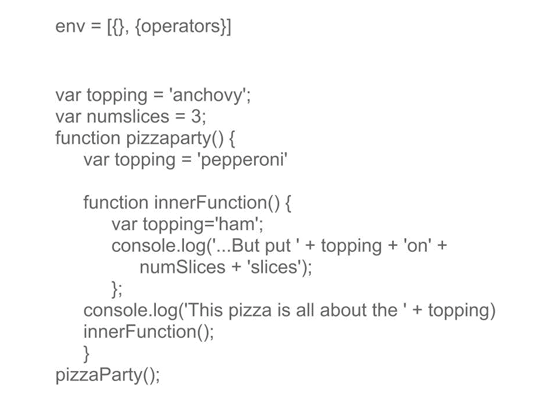 env = [{}, {operators}]
var topping = 'anchovy';
var numslices = 3;
function pizzaparty() {
var topping = 'pepperoni'
function innerFunction() {
var topping='ham';
console.log('...But put ' + topping + 'on' +
numSlices + 'slices');
};
console.log('This pizza is all about the ' + topping)
innerFunction();
}
pizzaParty();